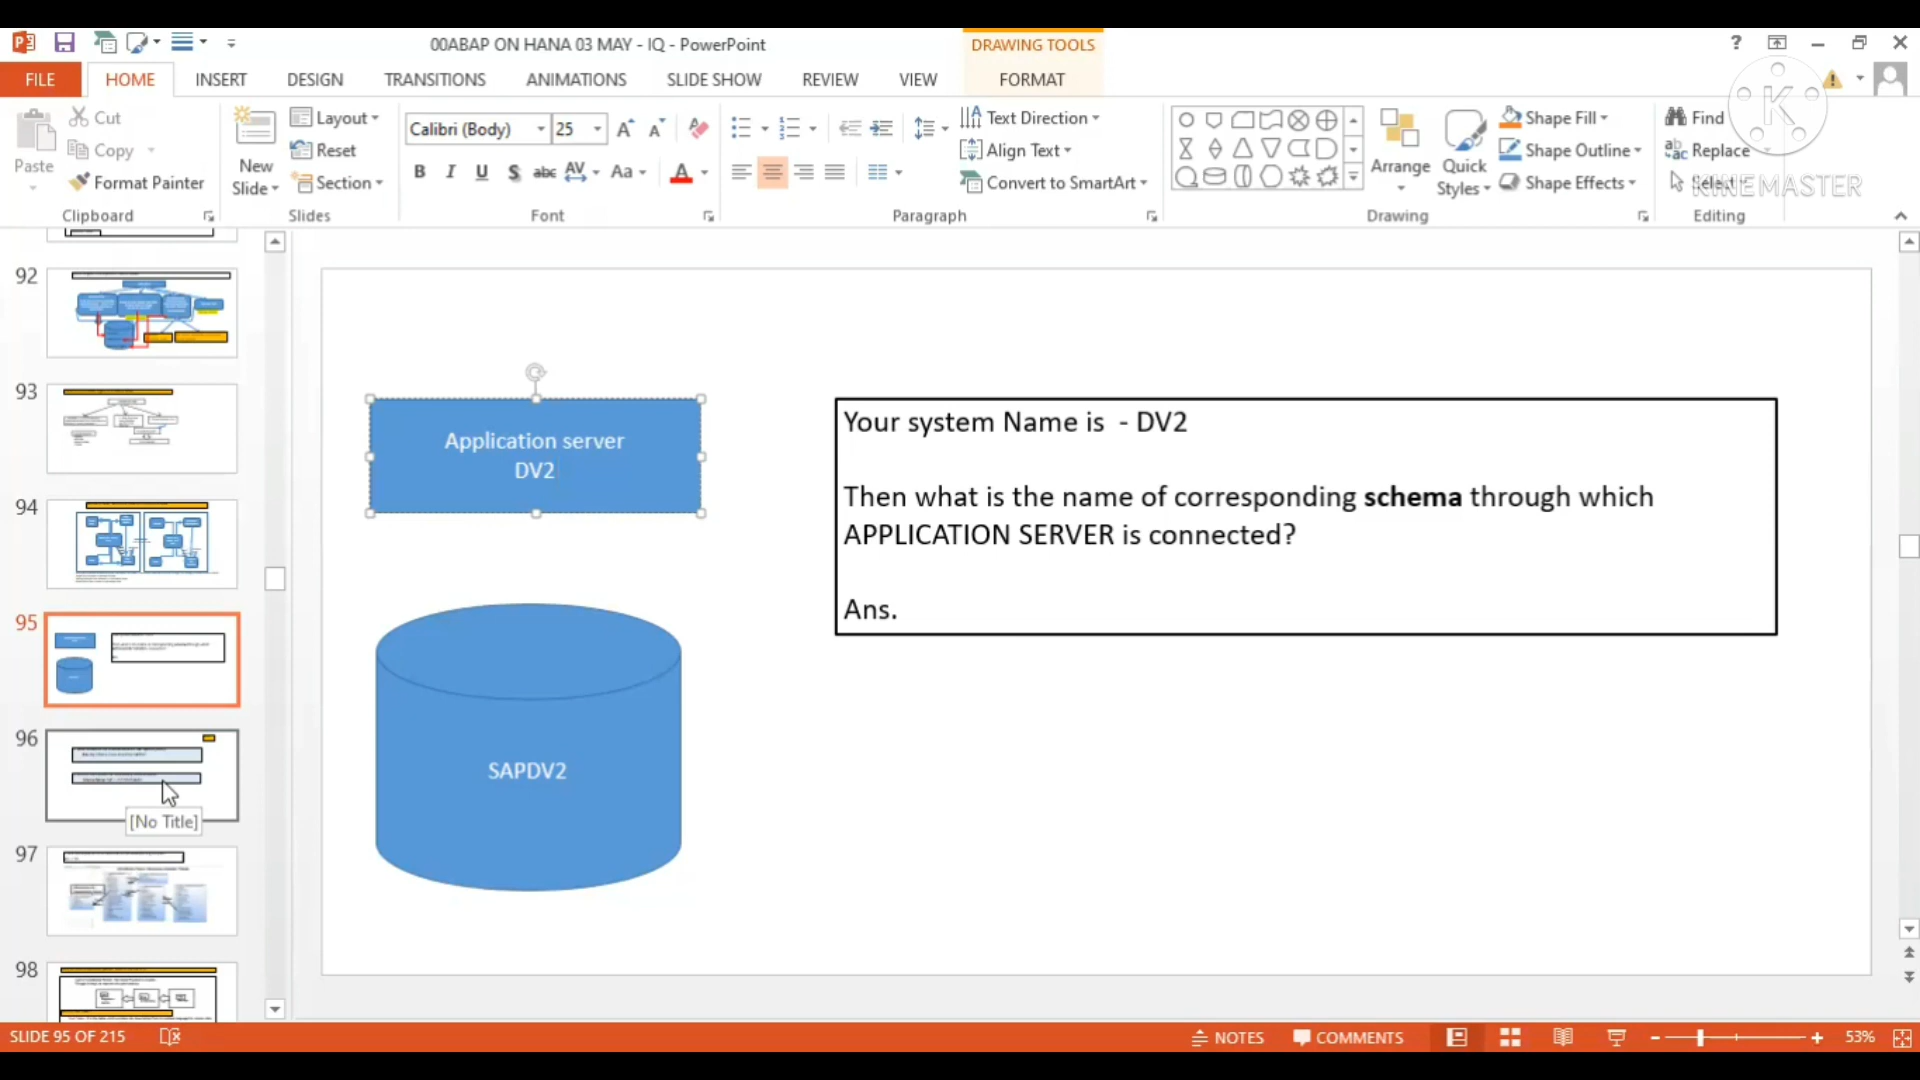 00ABAP ON HANA 03 MAY - IQ - PowerPoint
DRAWING TOOLS
?
FILE
HOME
INSERT
DESIGN
TRANSITIONS
ANIMATIONS
SLIDE SHOW
REVIEW
VIEW
FORMAT
Paste
Cut
Copy
Format Painter
Clipboard
New
Slide
Layout
Reset
Section
Slides
Calibri (Body)
25
B I U S abc AV Aa A
Font
Text Direction
Align Text
Convert to SmartArt
Paragraph
Arrange
Quick
Styles
Shape Fill
Shape Outline
Shape Effects
Drawing
Find
Replace
Select
Editing
K
KINEMASTER
92
93
94
95
96
[No Title]
97
98
Application server
DV2
SAPDV2
Your system Name is - DV2
Then what is the name of corresponding schema through which
APPLICATION SERVER is connected?
Ans.
SLIDE 95 OF 215
NOTES
COMMENTS
53%